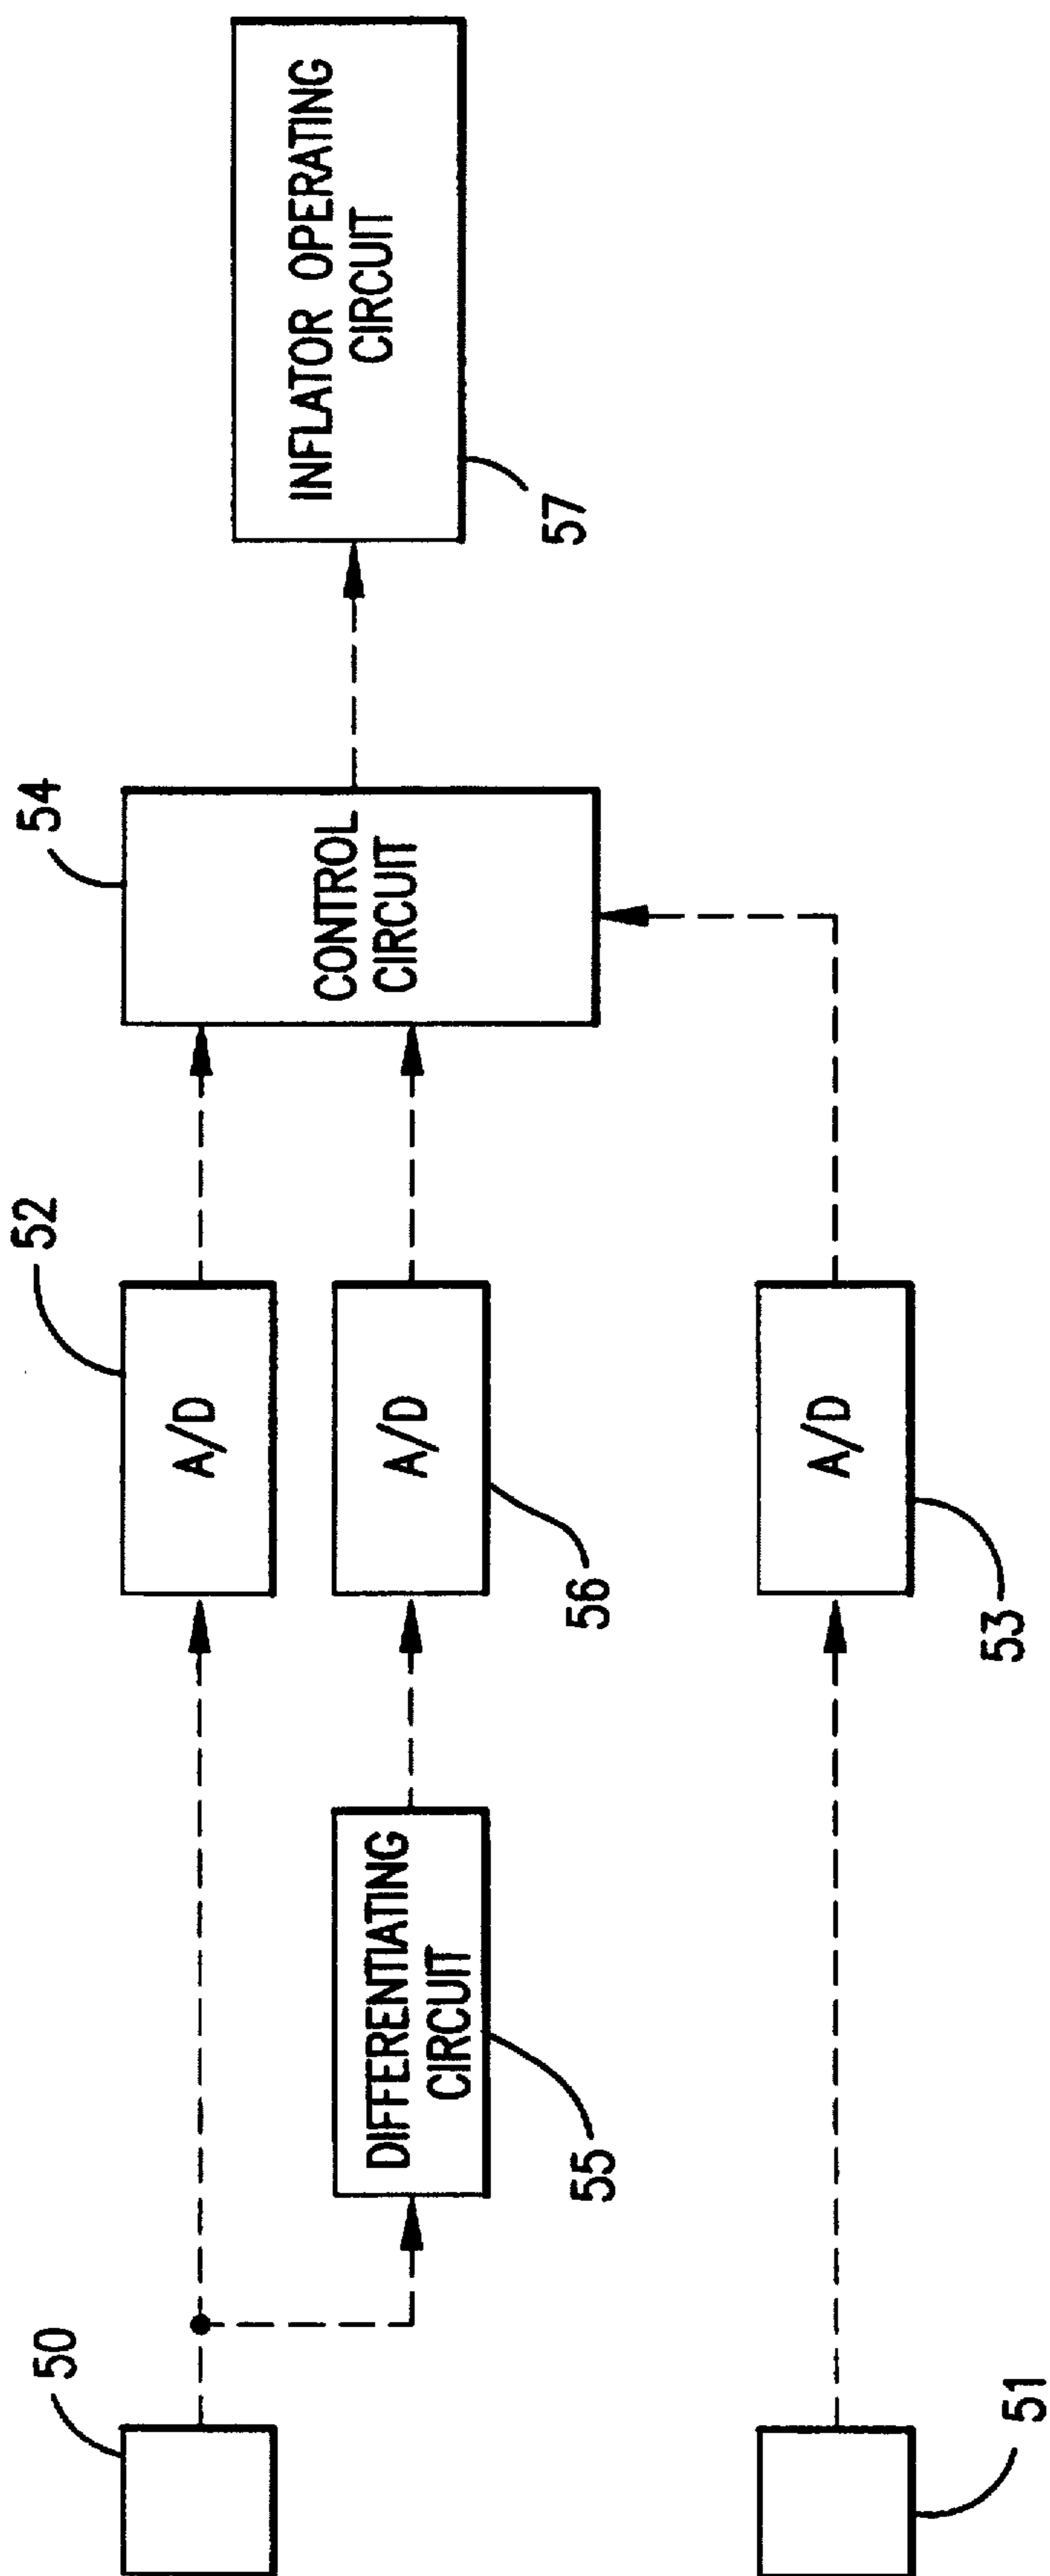 50
52
A/D
54
CONTROL
CIRCUIT
INFLATOR OPERATING
CIRCUIT
57
DIFFERENTIATING
CIRCUIT
55
A/D
56
51
A/D
53